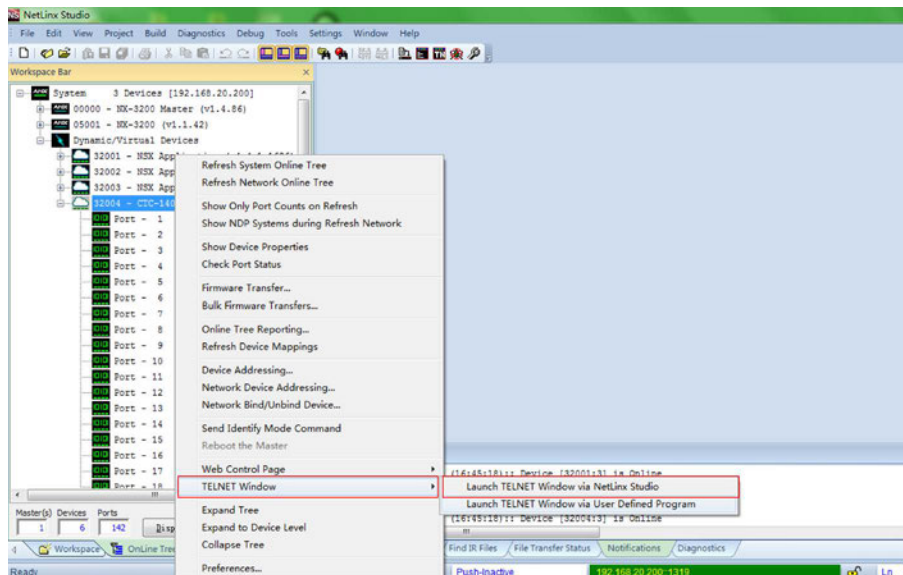 NetLinx Studio
File Edit View Project Build Diagnostics Debug Tools Settings Window Help
Workspace Bar
System 3 Devices [192.168.20.200]
00000 - NX-3200 Master (v1.4.86)
05001 - NX-3200 (v1.1.42)
Dynamic/Virtual Devices
32001 - NSX App
32002 - NSX App
32003 - NSX App
32004 - CTC-140
Port - 1
Port - 2
Port - 3
Port - 4
Port - 5
Port - 6
Port - 7
Port - 8
Port - 9
Port - 10
Port - 11
Port - 12
Port - 13
Port - 14
Port - 15
Port - 16
Port - 17
Port - 18
Refresh System Online Tree
Refresh Network Online Tree
Show Only Port Counts on Refresh
Show NDP Systems during Refresh Network
Show Device Properties
Check Port Status
Firmware Transfer...
Bulk Firmware Transfers...
Online Tree Reporting...
Refresh Device Mappings
Device Addressing...
Network Device Addressing...
Network Bind/Unbind Device...
Send Identify Mode Command
Reboot the Master
Web Control Page
TELNET Window
Expand Tree
Expand to Device Level
Collapse Tree
Preferences...
(16:45:18):: Device [32001:3] is Online
Launch TELNET Window via NetLinx Studio
Launch TELNET Window via User Defined Program
(16:45:18):: Device [32004:3] is Online
Master(s) Devices Ports
1 6 142 Disp
Workspace OnLine Tree
Find IR Files File Transfer Status Notifications Diagnostics
Ready
Push-Inactive
192.168.20.200::1319
Ln